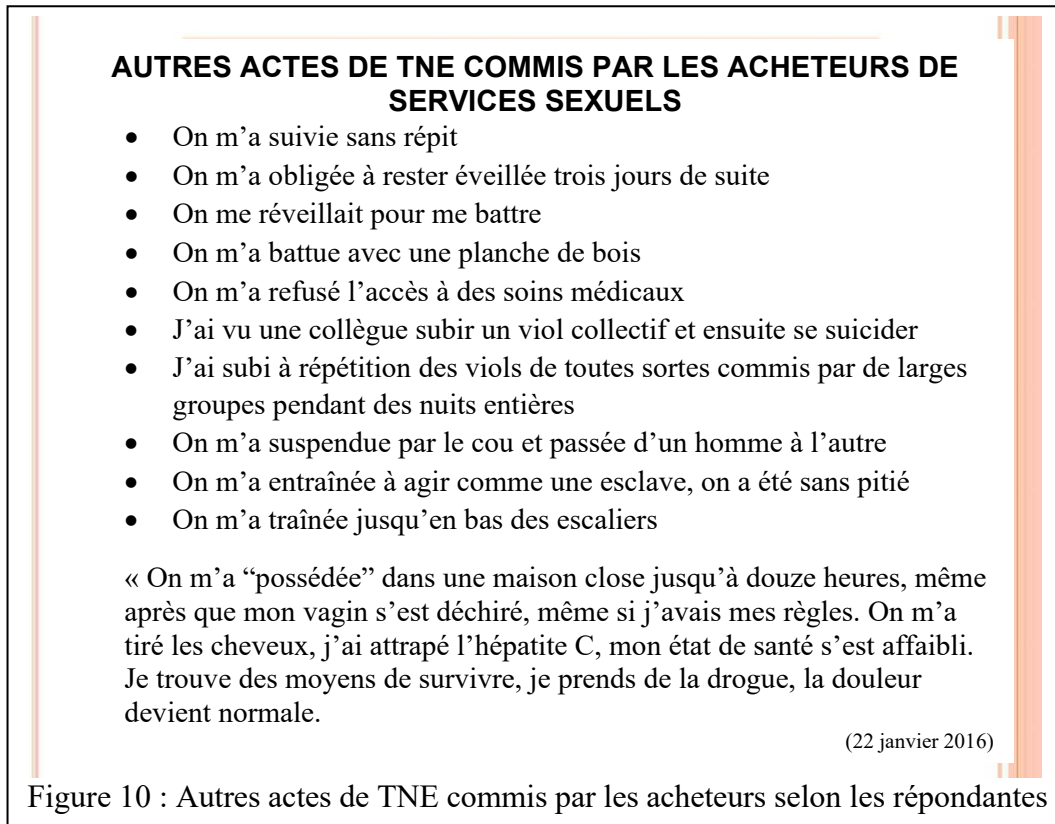 AUTRES ACTES DE TNE COMMIS PAR LES ACHETEURS DE
SERVICES SEXUELS
• On m’a suivie sans répit
• On m’a obligée à rester éveillée trois jours de suite
• On me réveillait pour me battre
• On m’a battue avec une planche de bois
• On m’a refusé l’accès à des soins médicaux
• J’ai vu une collègue subir un viol collectif et ensuite se suicider
• J’ai subi à répétition des viols de toutes sortes commis par de larges
groupes pendant des nuits entières
• On m’a suspendue par le cou et passée d’un homme à l’autre
• On m’a entraînée à agir comme une esclave, on a été sans pitié
• On m’a traînée jusqu’en bas des escaliers
« On m’a “possédée” dans une maison close jusqu’à douze heures, même
après que mon vagin s’est déchiré, même si j’avais mes règles. On m’a
tiré les cheveux, j’ai attrapé l’hépatite C, mon état de santé s’est affaibli.
Je trouve des moyens de survivre, je prends de la drogue, la douleur
devient normale.
(22 janvier 2016)
Figure 10 : Autres actes de TNE commis par les acheteurs selon les répondantes